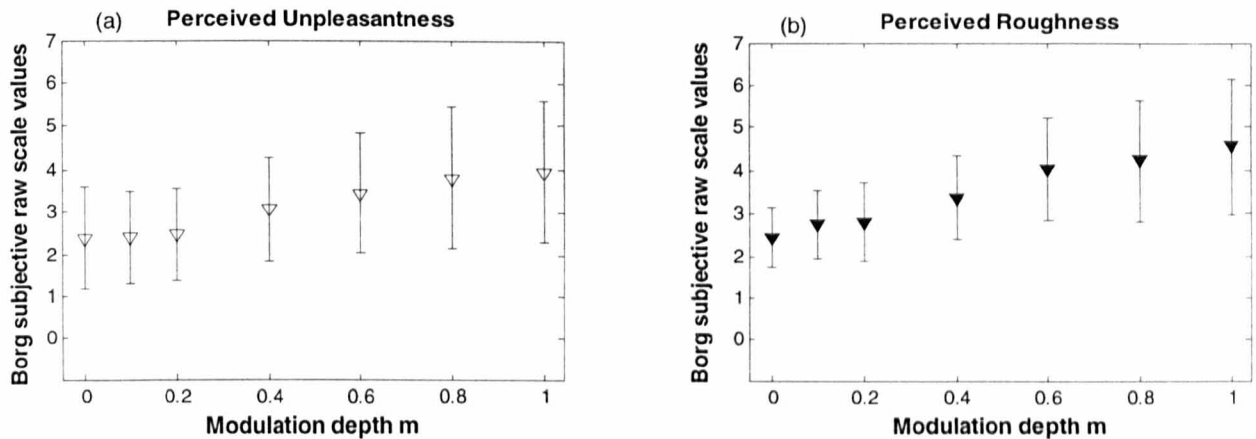 (a) Perceived Unpleasantness
7
6
5
4
3
2
1
0
Borg subjective raw scale values
0 0.2 0.4 0.6 0.8 1
Modulation depth m
Perceived Roughness
(b)
7
6
5
4
3
2
1
0
Borg subjective raw scale values
0 0.2 0.4 0.6 0.8 1
Modulation depth m